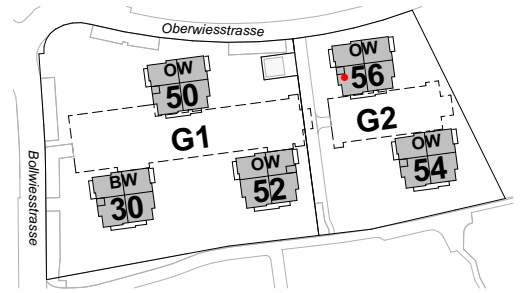 Oberwiesstrasse
OW
56
OW
50
G1
G2
OW
54
OW
52
BW
30
Bollwiesstrasse